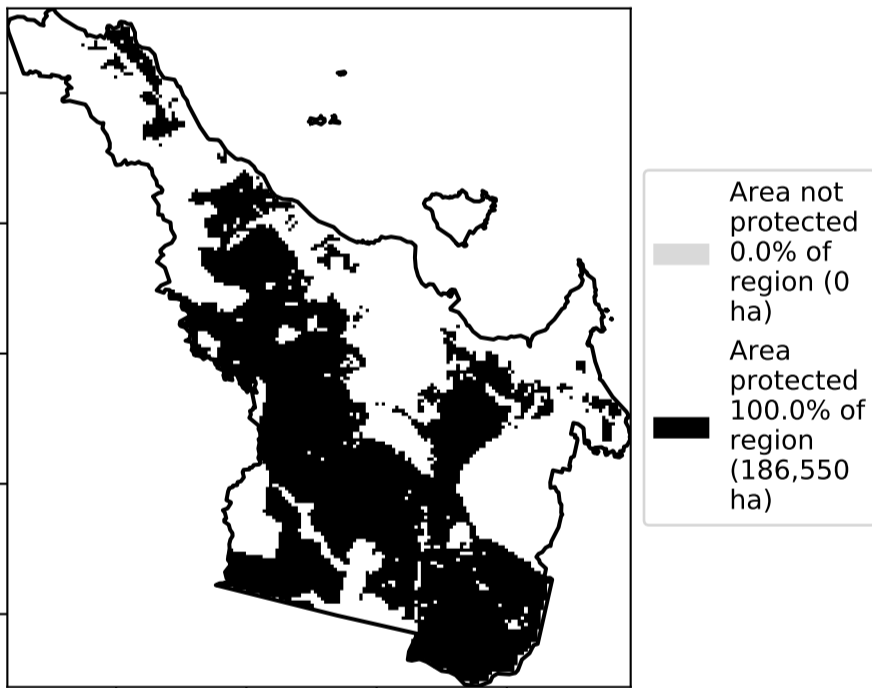 Area not
protected
0.0% of
region (0
ha)
Area
protected
100.0% of
region
(186,550
ha)